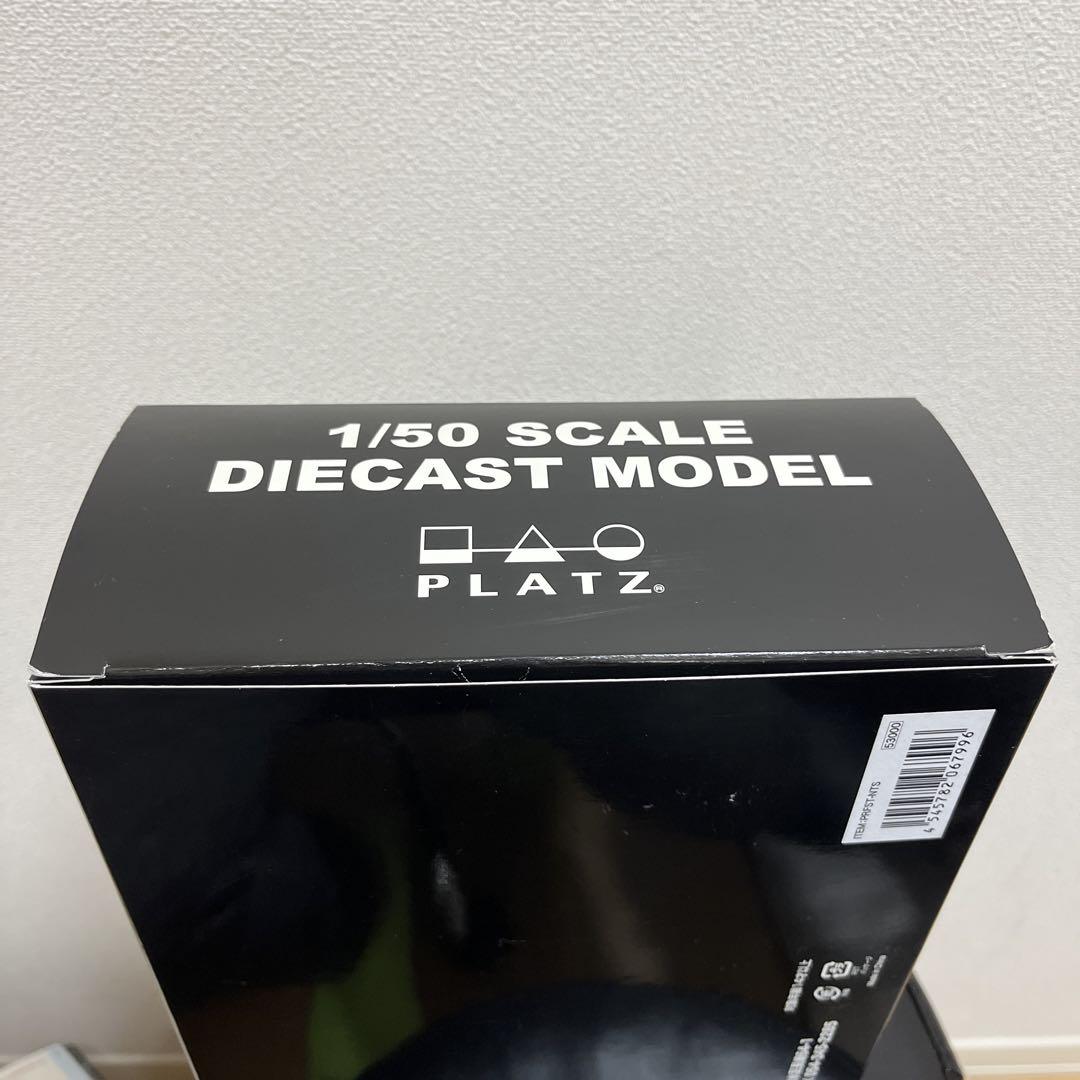 1/50 SCALE
DIECAST MODEL
PLATZ®
53000
4 545782 067996
ITEM:PRFST-NTS